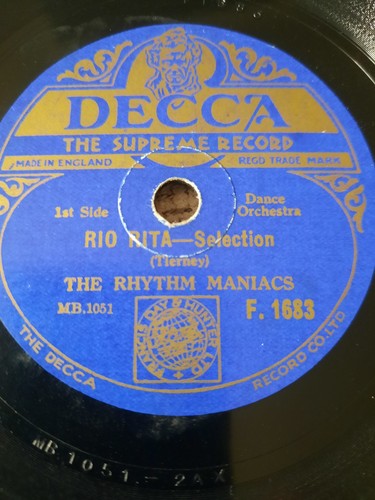 DECCA
THE SUPREME RECORD
MADE IN ENGLAND
REGD TRADE MARK
1st Side
Dance
Orchestra
RIO RITA—Selection
(Tierney)
THE RHYTHM MANIACS
MB.1051
F. 1683
FRANCIS DAY & HUNTER LTD
THE DECCA RECORD CO. LTD
MB 1051-2AX